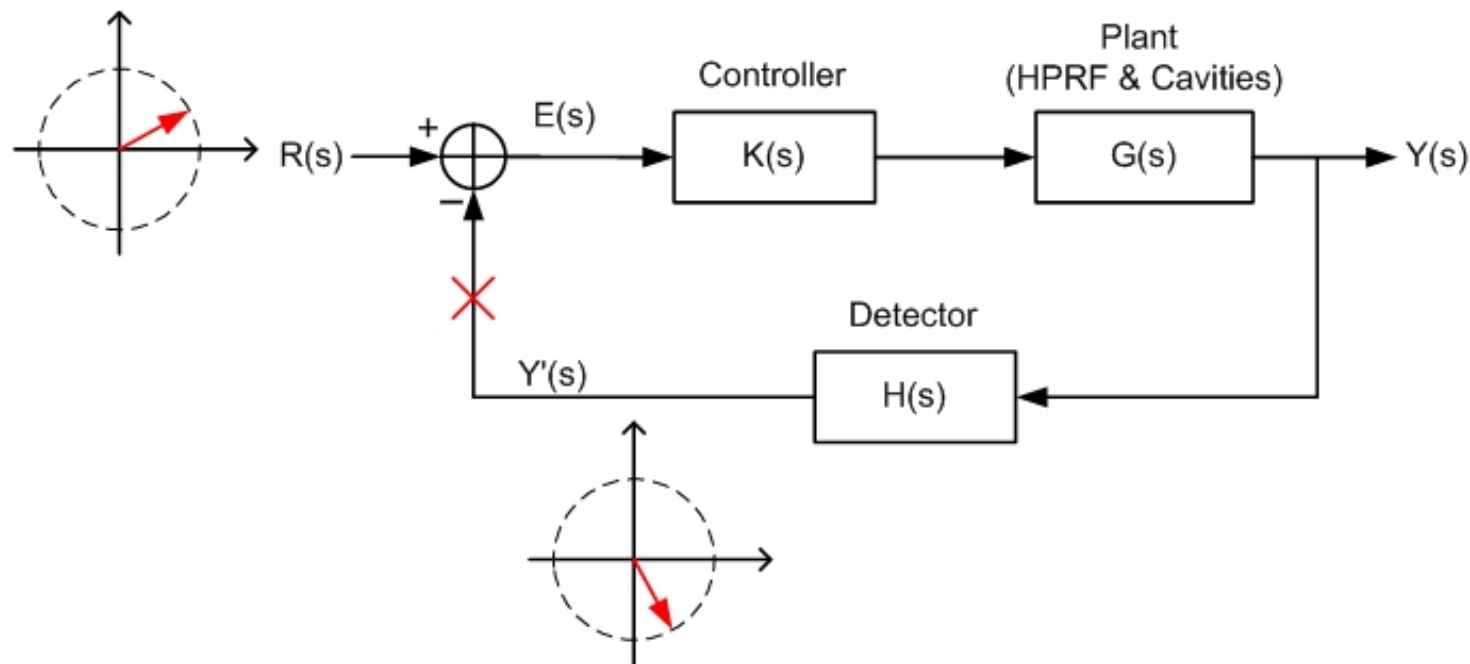 Plant
(HPRF & Cavities)
Controller
E(s)
+
R(s)
K(s)
G(s)
Y(s)
−
Detector
Y'(s)
H(s)